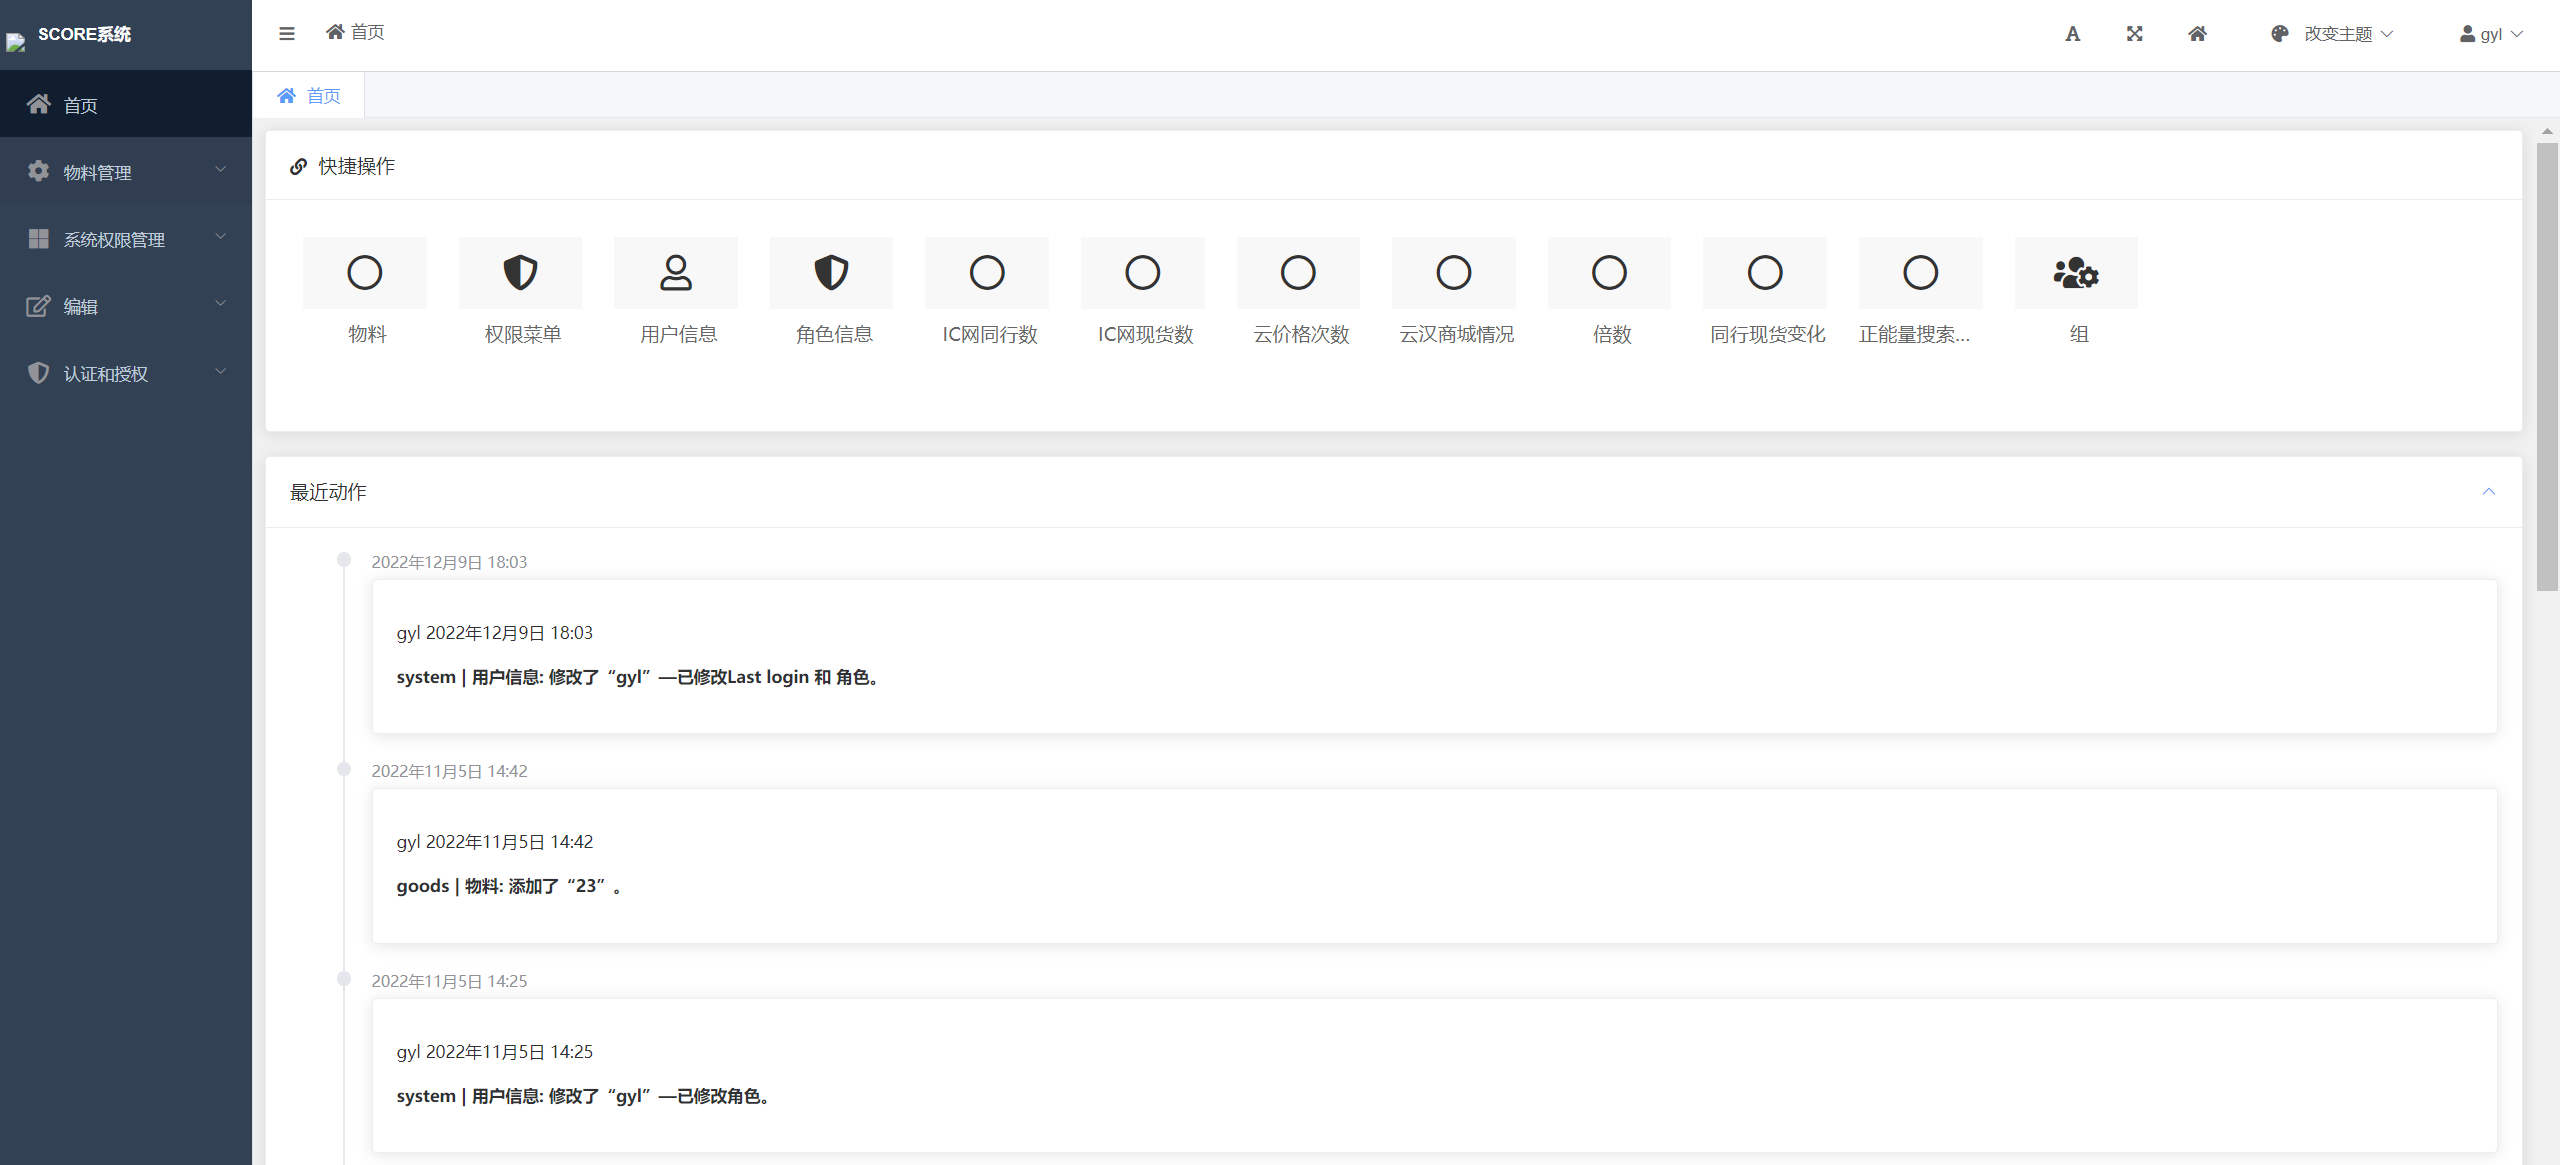 SCORE系统
首页
改变主题
gyl
首页
首页
物料管理
系统权限管理
编辑
认证和授权
快捷操作
物料
权限菜单
用户信息
角色信息
IC网同行数
IC网现货数
云价格次数
云汉商城情况
倍数
同行现货变化
正能量搜索...
组
最近动作
2022年12月9日 18:03
gyl 2022年12月9日 18:03
system | 用户信息: 修改了“gyl”—已修改Last login 和 角色。
2022年11月5日 14:42
gyl 2022年11月5日 14:42
goods | 物料: 添加了“23”。
2022年11月5日 14:25
gyl 2022年11月5日 14:25
system | 用户信息: 修改了“gyl”—已修改角色。